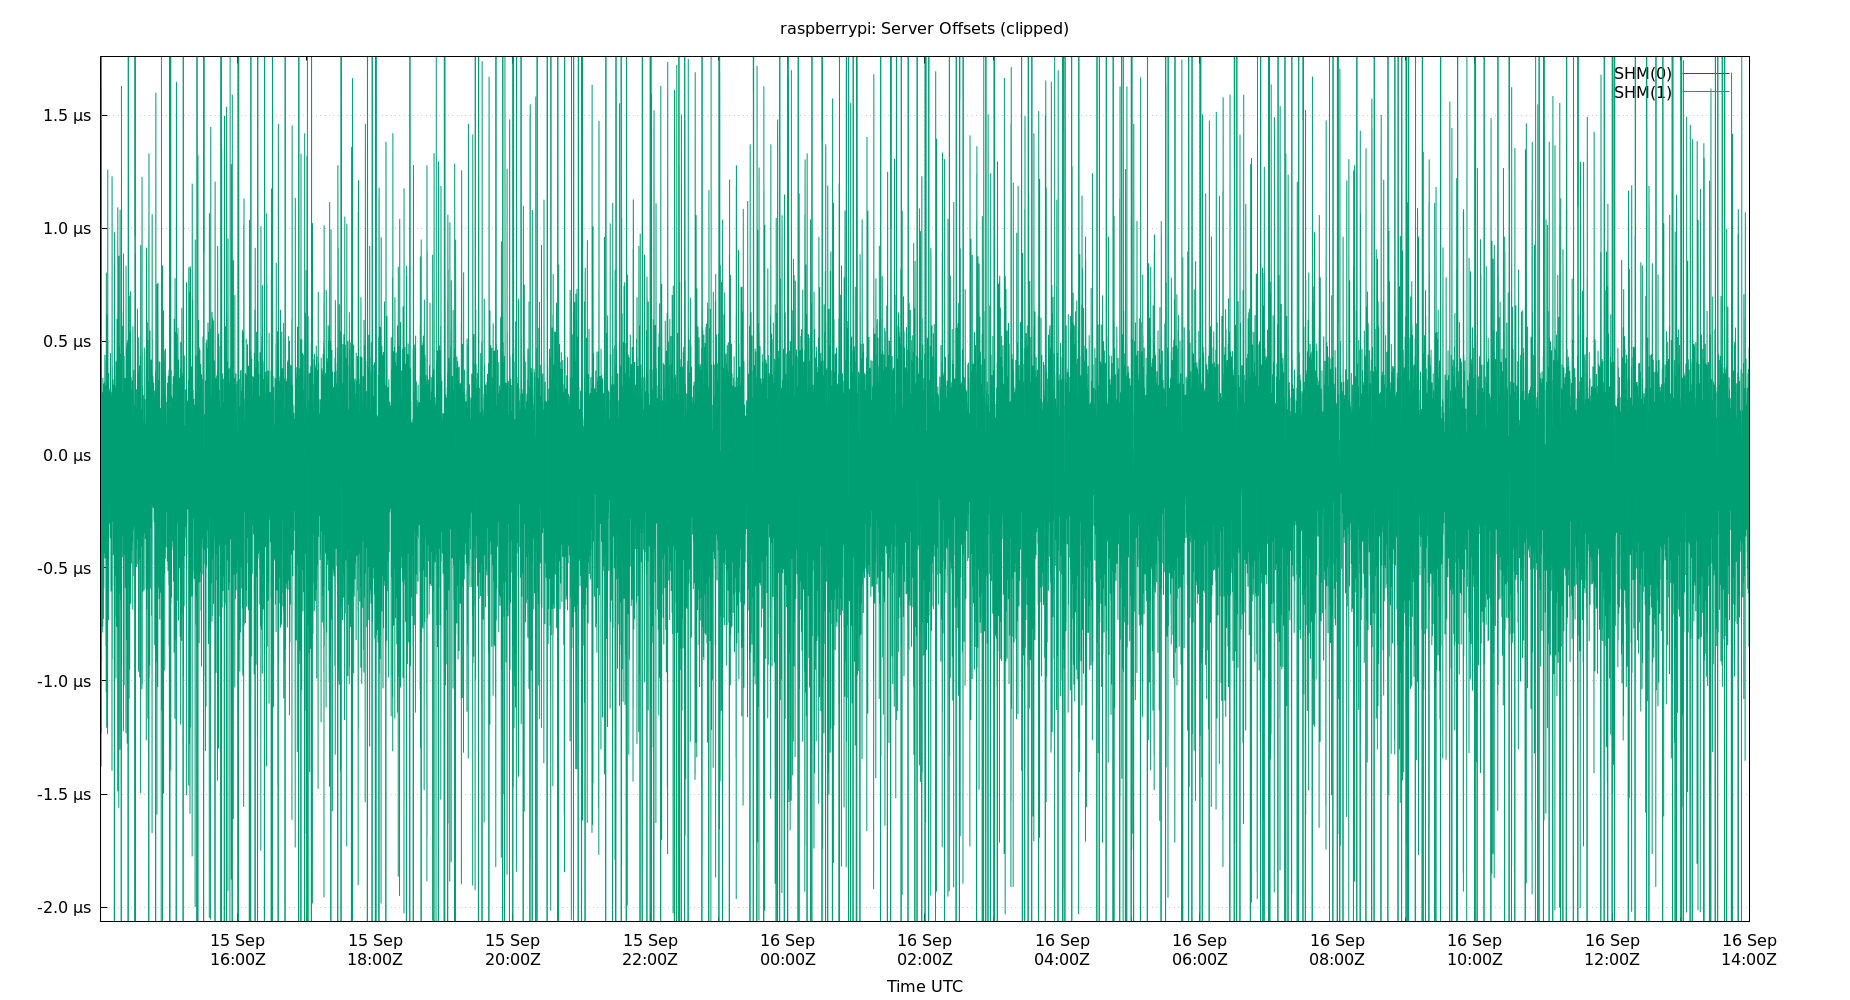 raspberrypi: Server Offsets (clipped)
SHM(0)
SHM(1)
1.5 µs
1.0 µs
0.5 µs
0.0 µs
-0.5 µs
-1.0 µs
-1.5 µs
-2.0 µs
15 Sep 15 Sep 15 Sep 15 Sep 16 Sep 16 Sep 16 Sep 16 Sep 16 Sep 16 Sep 16 Sep 16 Sep
16:00Z 18:00Z 20:00Z 22:00Z 00:00Z 02:00Z 04:00Z 06:00Z 08:00Z 10:00Z 12:00Z 14:00Z
Time UTC